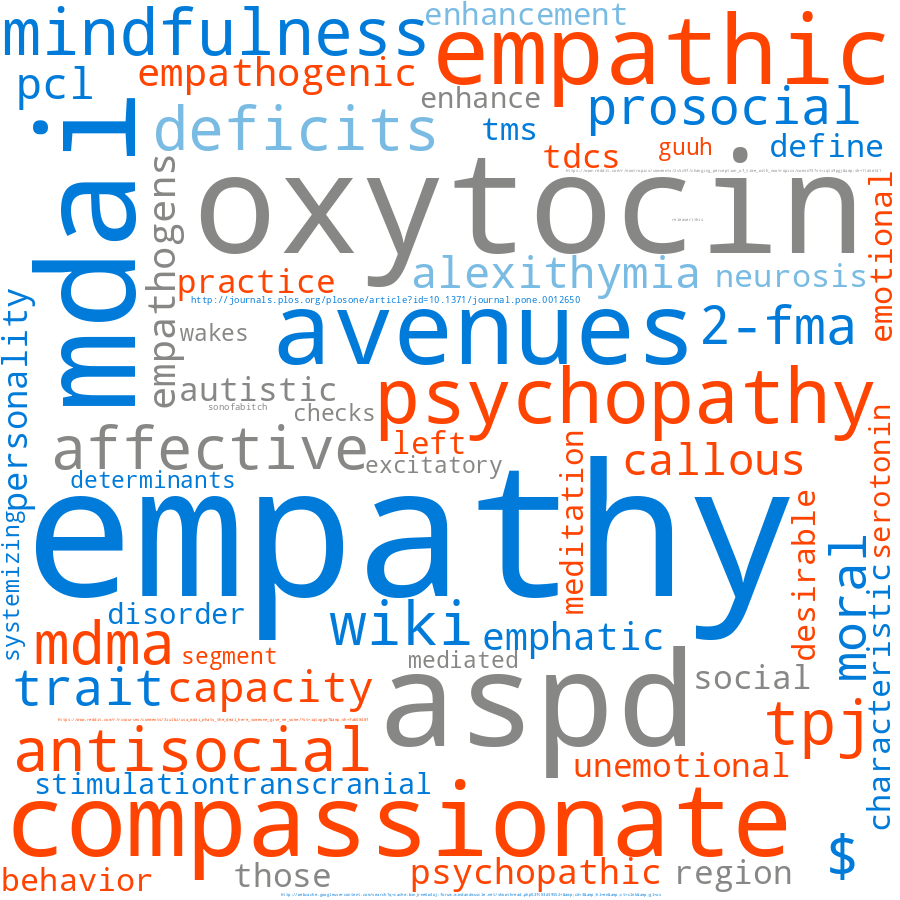 mindfulness
enhancement
empathic
pcl
empathogenic
enhance
prosocial
mdai
deficits
tms
define
tdcs
guuh
empathogens
oxytocin
emotional
practice
alexithymia
neurosis
http://journals.plos.org/plosone/article?id=10.1371/journal.pone.0012650
personality
wakes
avenues
2-fma
autistic
sonofabitch
checks
psychopathy
affective
left
excitatory
callous
serotonin
determinants
empathy
meditation
desirable
systemizing
disorder
wiki
emphatic
moral
characteristic
mdma
segment
mediated
aspd
social
trait
capacity
tpj
antisocial
unemotional
stimulation
transcranial
compassionate
$
behavior
those
psychopathic
region